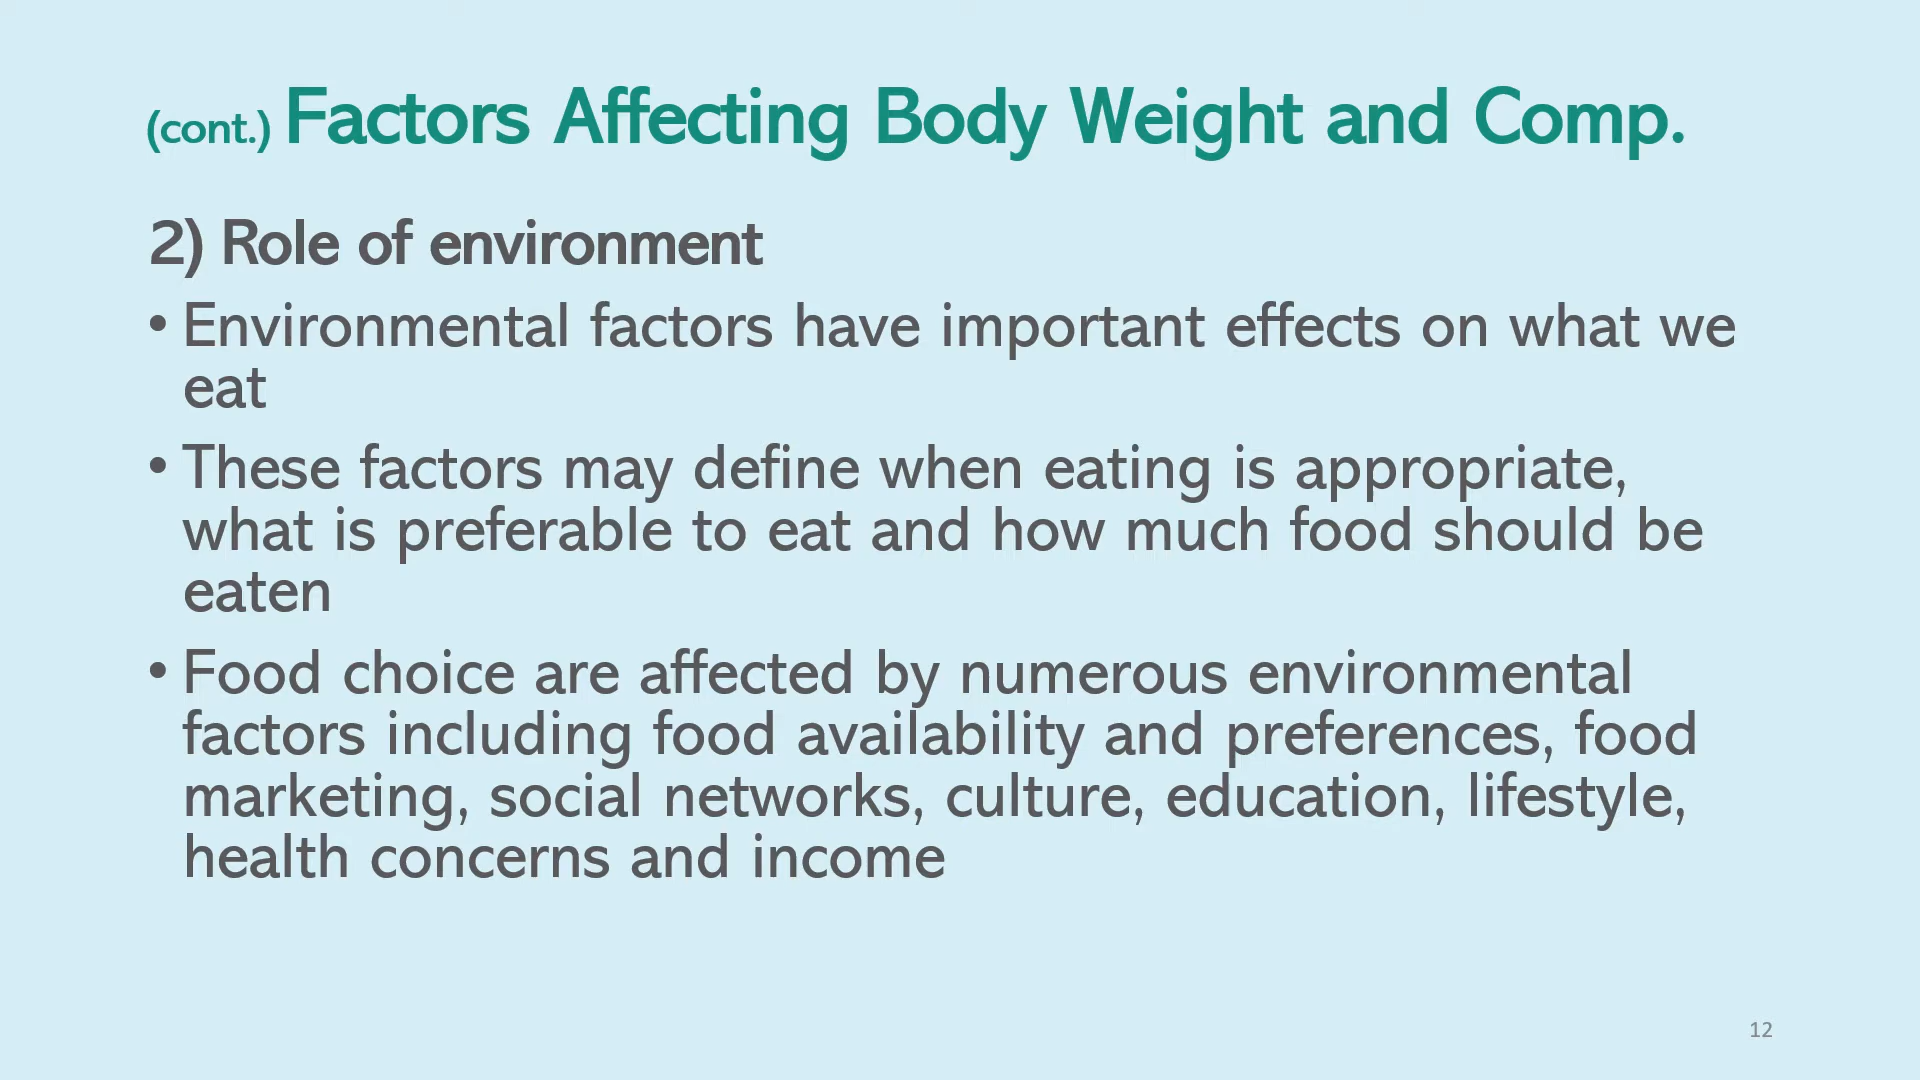 (cont.) Factors Affecting Body Weight and Comp.
2) Role of environment
• Environmental factors have important effects on what we
eat
• These factors may define when eating is appropriate,
what is preferable to eat and how much food should be
eaten
• Food choice are affected by numerous environmental
factors including food availability and preferences, food
marketing, social networks, culture, education, lifestyle,
health concerns and income
12